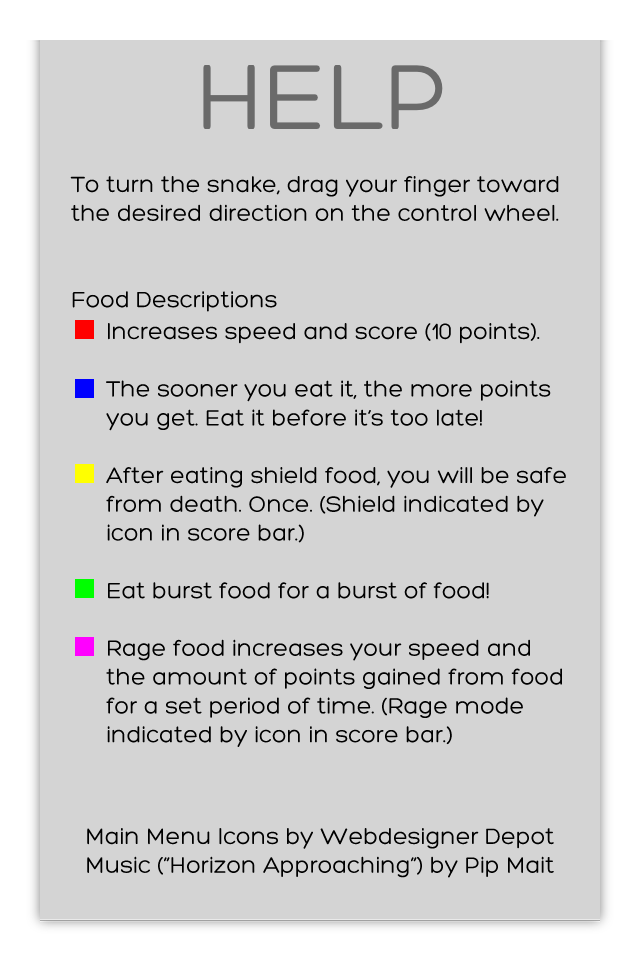 HELP
To turn the snake, drag your finger toward
the desired direction on the control wheel.
Food Descriptions
Increases speed and score (10 points).
The sooner you eat it, the more points
you get. Eat it before it's too late!
After eating shield food, you will be safe
from death. Once. (Shield indicated by
icon in score bar.)
Eat burst food for a burst of food!
Rage food increases your speed and
the amount of points gained from food
for a set period of time. (Rage mode
indicated by icon in score bar.)
Main Menu Icons by Webdesigner Depot
Music ("Horizon Approaching") by Pip Mait